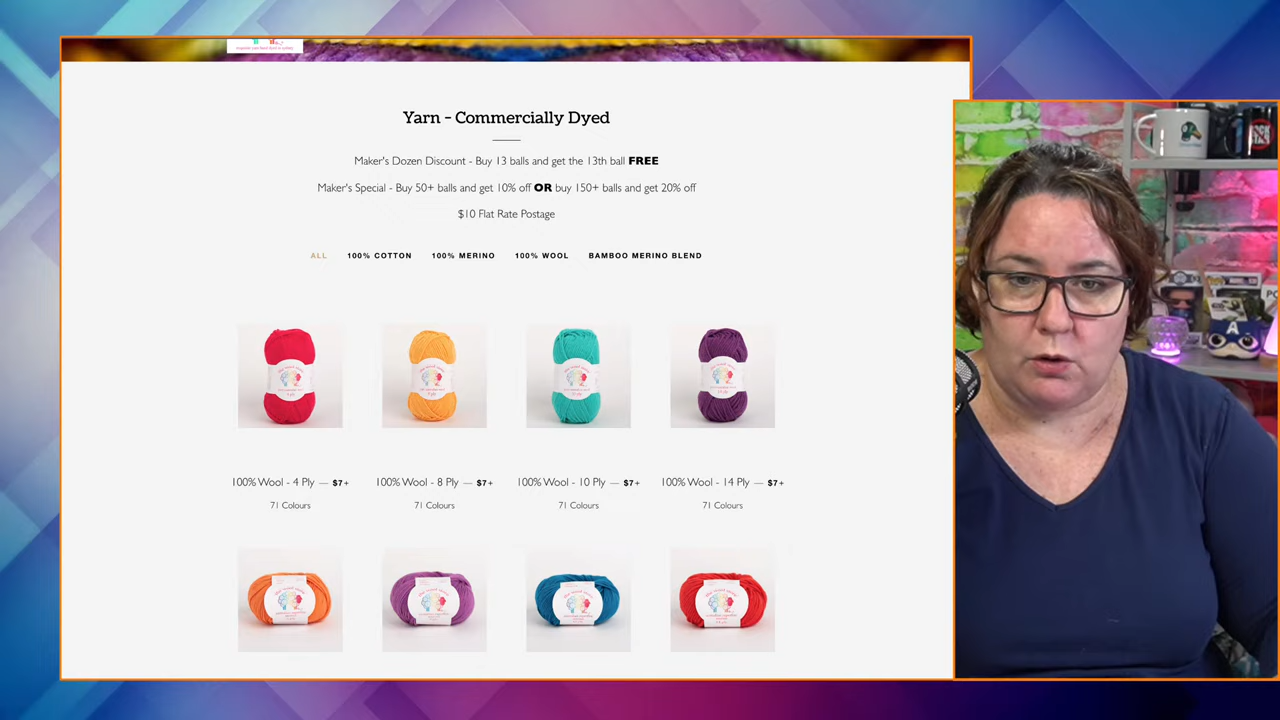 Yarn - Commercially Dyed
Maker's Dozen Discount - Buy 13 balls and get the 13th ball FREE
Maker's Special - Buy 50+ balls and get 10% off OR buy 150+ balls and get 20% off
$10 Flat Rate Postage
ALL 100% COTTON 100% MERINO 100% WOOL BAMBOO MERINO BLEND
100% Wool - 4 Ply — $7+
71 Colours
100% Wool - 8 Ply — $7+
71 Colours
100% Wool - 10 Ply — $7+
71 Colours
100% Wool - 14 Ply — $7+
71 Colours